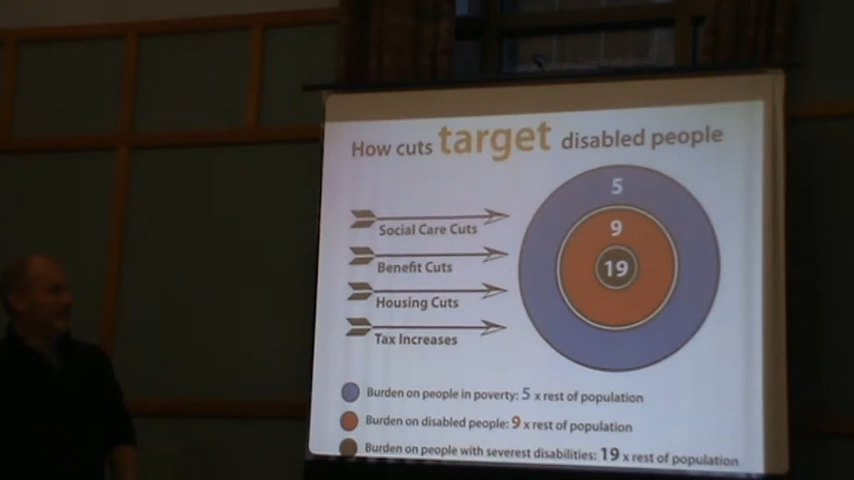 How cuts target disabled people
5
9
19
Social Care Cuts
Benefit Cuts
Housing Cuts
Tax Increases
Burden on people in poverty: 5 x rest of population
Burden on disabled people: 9 x rest of population
Burden on people with severest disabilities: 19 x rest of population